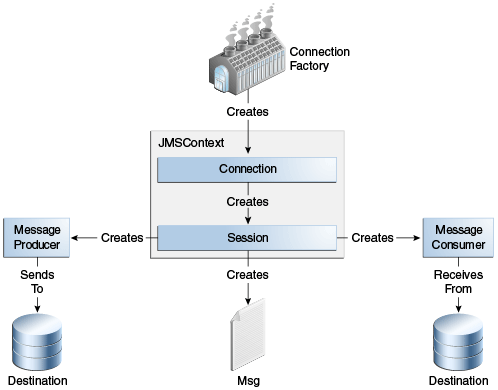 Connection
Factory
Creates
JMSContext
Connection
Creates
Message
Producer
Creates
Session
Creates
Message
Consumer
Sends
To
Creates
Receives
From
Destination
Msg
Destination